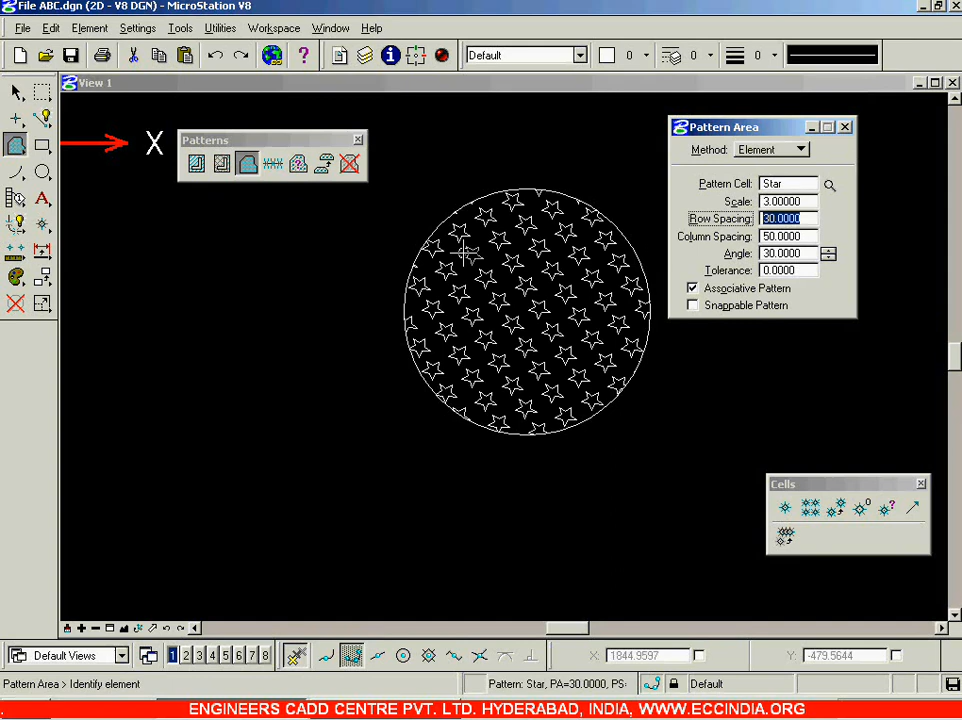 File ABC.dgn (2D - V8 DGN) - MicroStation V8
File Edit Element Settings Tools Utilities Workspace Window Help
Default 0 0 0
View 1
X
Patterns
Pattern Area
Method: Element
Pattern Cell: Star
Scale: 3.00000
Row Spacing: 30.0000
Column Spacing: 50.0000
Angle: 30.0000
Tolerance: 0.0000
Associative Pattern
Snappable Pattern
Cells
Default Views 1 2 3 4 5 6 7 8 X: 1844.9597 Y: -479.5644
Pattern Area > Identify element Pattern: Star, PA=30.0000, PS: Default
ENGINEERS CADD CENTRE PVT. LTD. HYDERABAD, INDIA, WWW.ECCINDIA.ORG